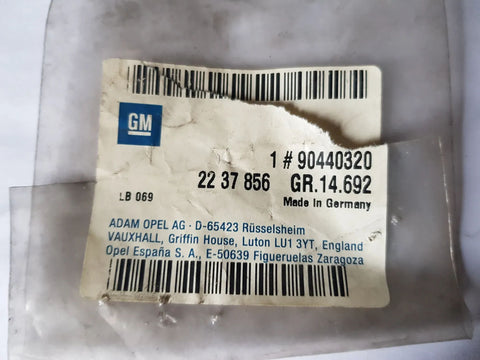 GM
1 # 90440320
22 37 856 GR.14.692
LB 069 Made in Germany
ADAM OPEL AG · D-65423 Rüsselsheim
VAUXHALL, Griffin House, Luton LU1 3YT, England
Opel España S. A., E-50639 Figueruelas Zaragoza